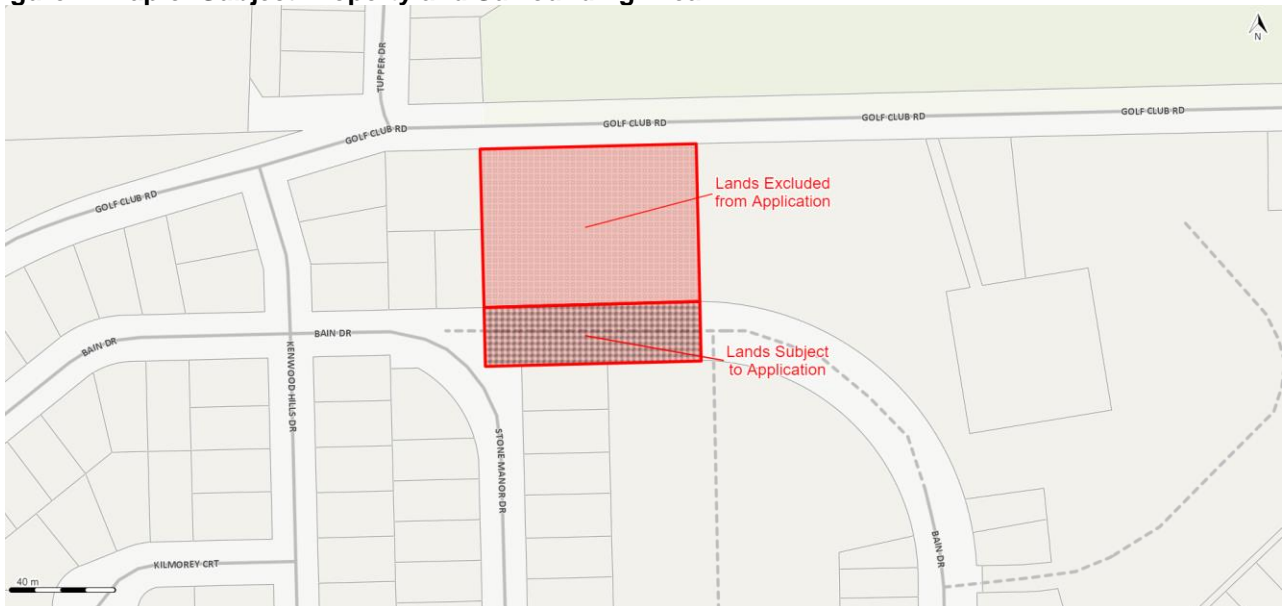 N
TUPPER DR
GOLF CLUB RD
GOLF CLUB RD
GOLF CLUB RD
GOLF CLUB RD
GOLF CLUB RD
Lands Excluded
from Application
BAIN DR
BAIN DR
KENWOOD HILLS DR
Lands Subject
to Application
STONE MANOR DR
BAIN DR
KILMOREY CRT
40 m